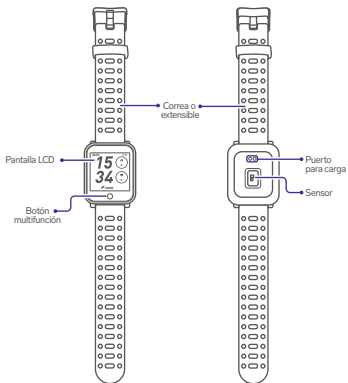 Correa o
extensible
Pantalla LCD
15
34
Botón
multifunción
Puerto
para carga
Sensor